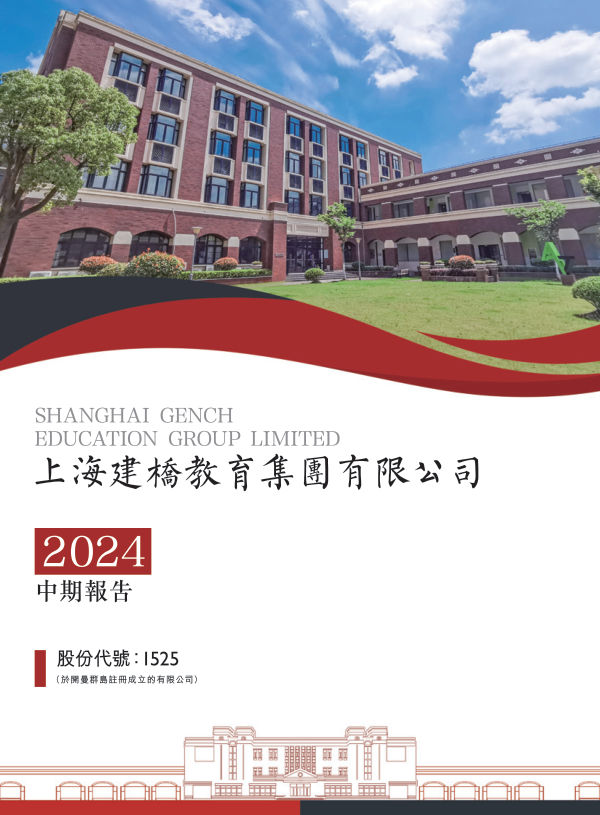 SHANGHAI GENCH
EDUCATION GROUP LIMITED
上海建橋教育集團有限公司
2024
中期報告
股份代號：1525
（於開曼群島註冊成立的有限公司）